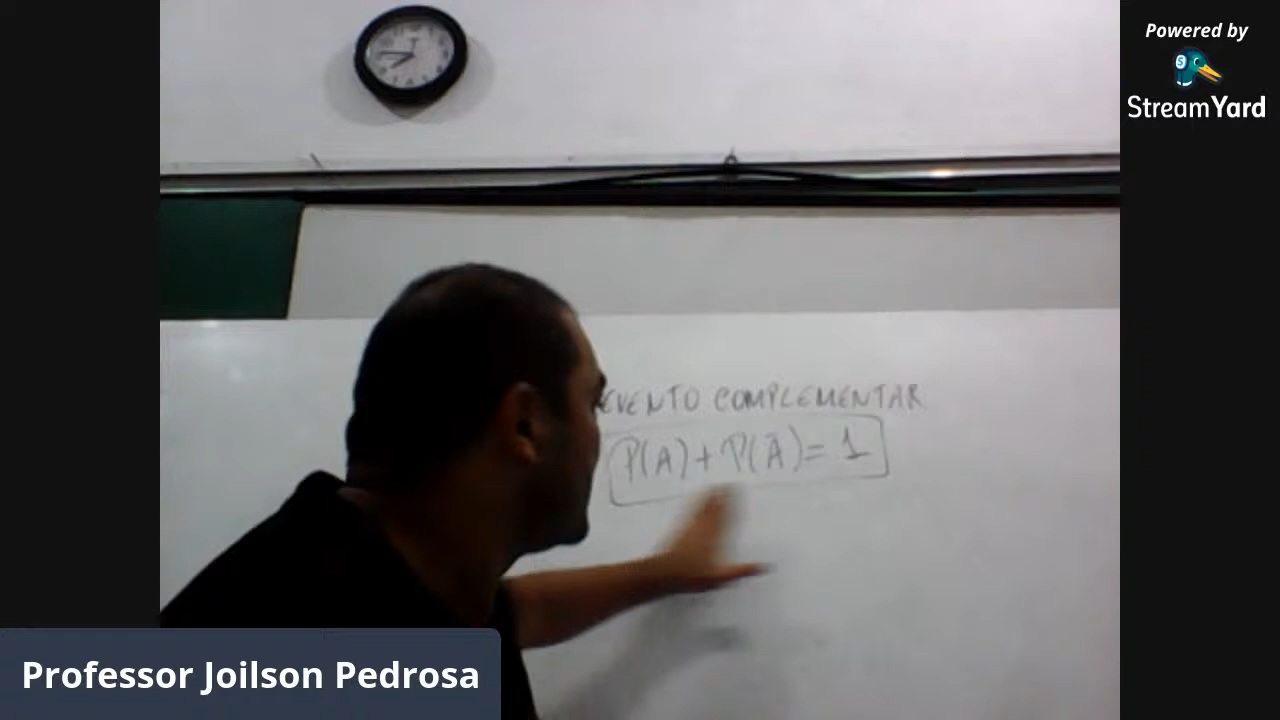 Powered by
StreamYard
EVENTO COMPLEMENTAR
P(A) + P(Ā) = 1
Professor Joilson Pedrosa